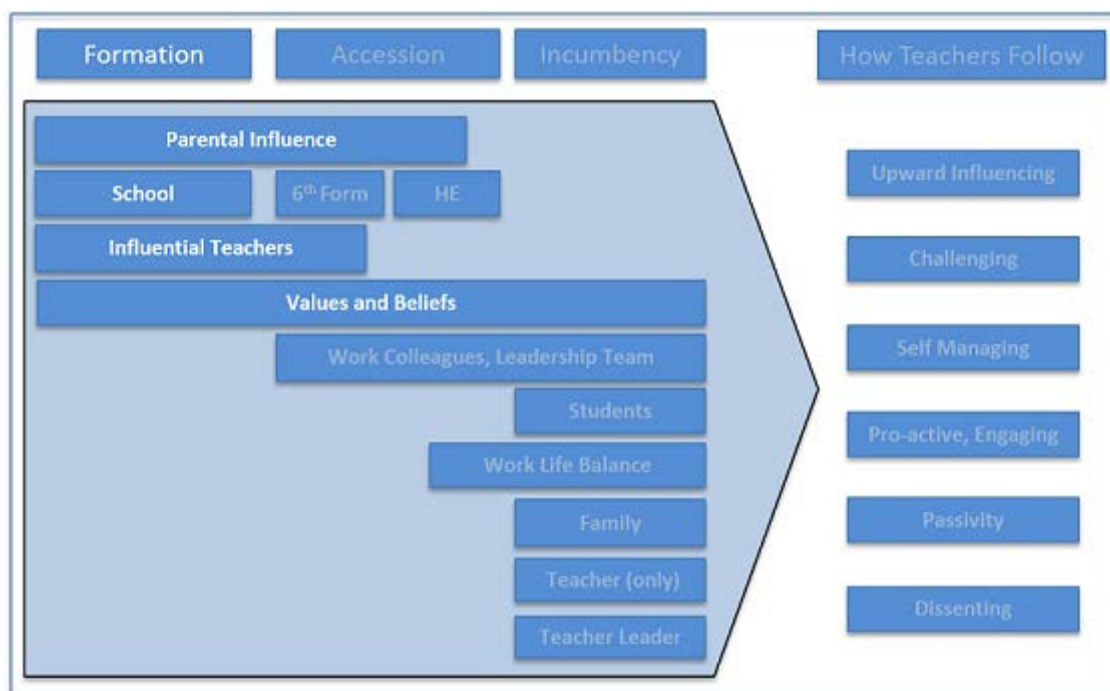 Formation Accession Incumbency How Teachers Follow
Parental Influence
School 6th Form HE
Influential Teachers
Values and Beliefs
Work Colleagues, Leadership Team
Students
Work Life Balance
Family
Teacher (only)
Teacher Leader
Upward Influencing
Challenging
Self Managing
Pro-active, Engaging
Passivity
Dissenting